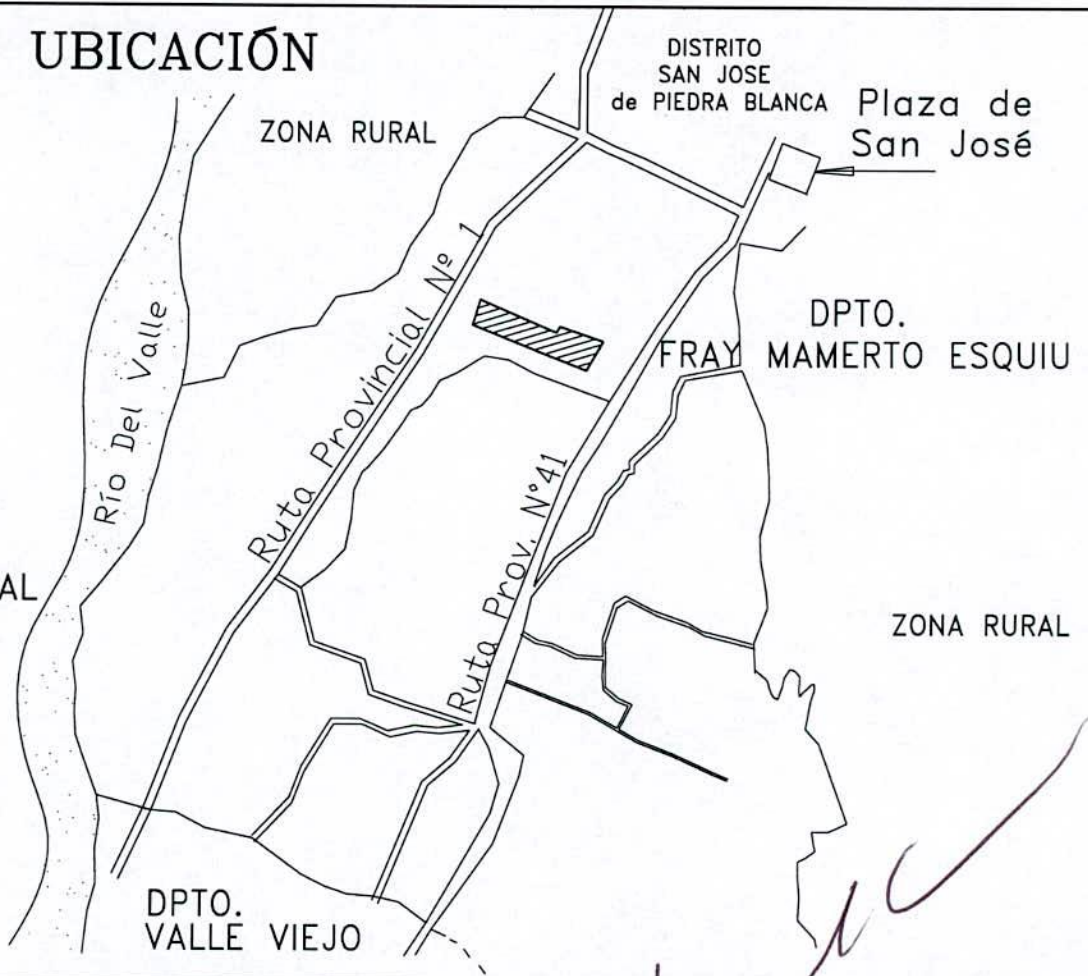 UBICACIÓN
DISTRITO
SAN JOSE
de PIEDRA BLANCA
Plaza de
San José
ZONA RURAL
Ruta Provincial Nº 1
Río Del Valle
DPTO.
FRAY MAMERTO ESQUIU
Ruta Prov. N°41
AL
ZONA RURAL
DPTO.
VALLE VIEJO